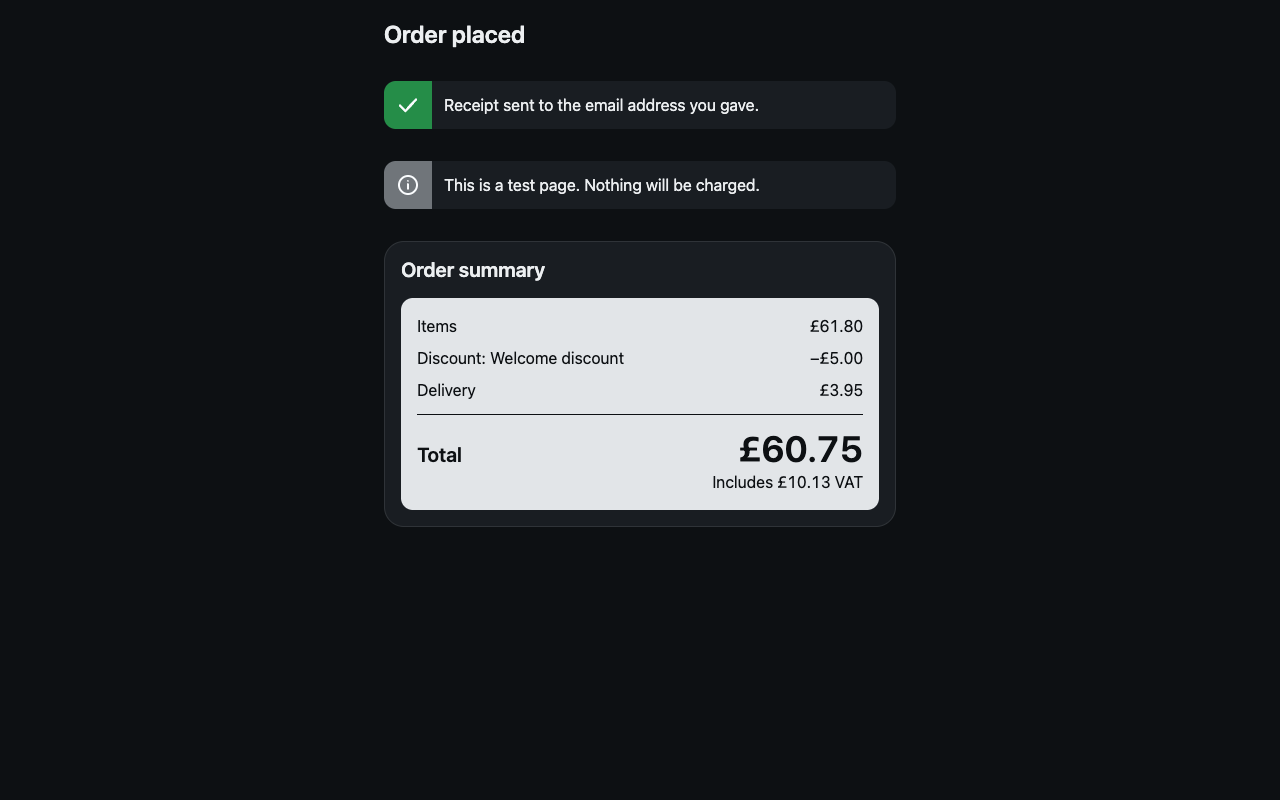 Order placed
Receipt sent to the email address you gave.
This is a test page. Nothing will be charged.
Order summary
Items £61.80
Discount: Welcome discount −£5.00
Delivery £3.95
Total £60.75
Includes £10.13 VAT